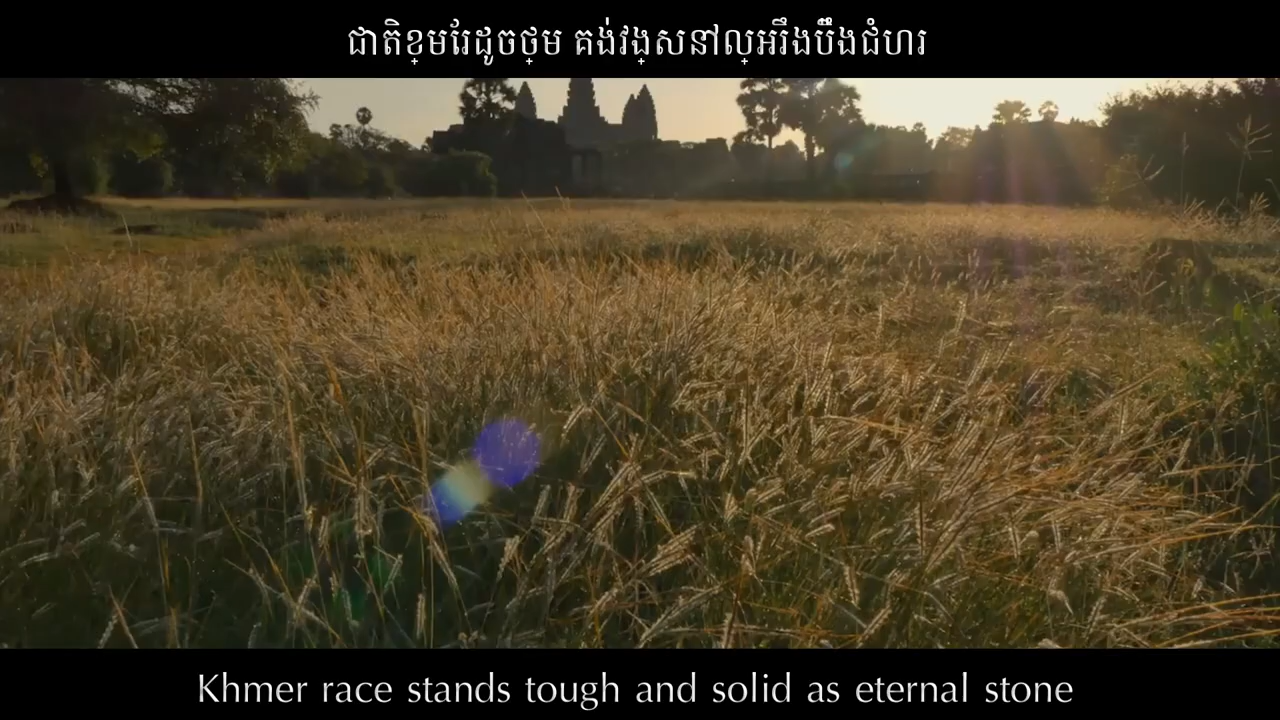 ជាតិខ្មែរដូចថ្ម គង់វង្សនៅល្អរឹងប៉ឹងជំហរ
Khmer race stands tough and solid as eternal stone